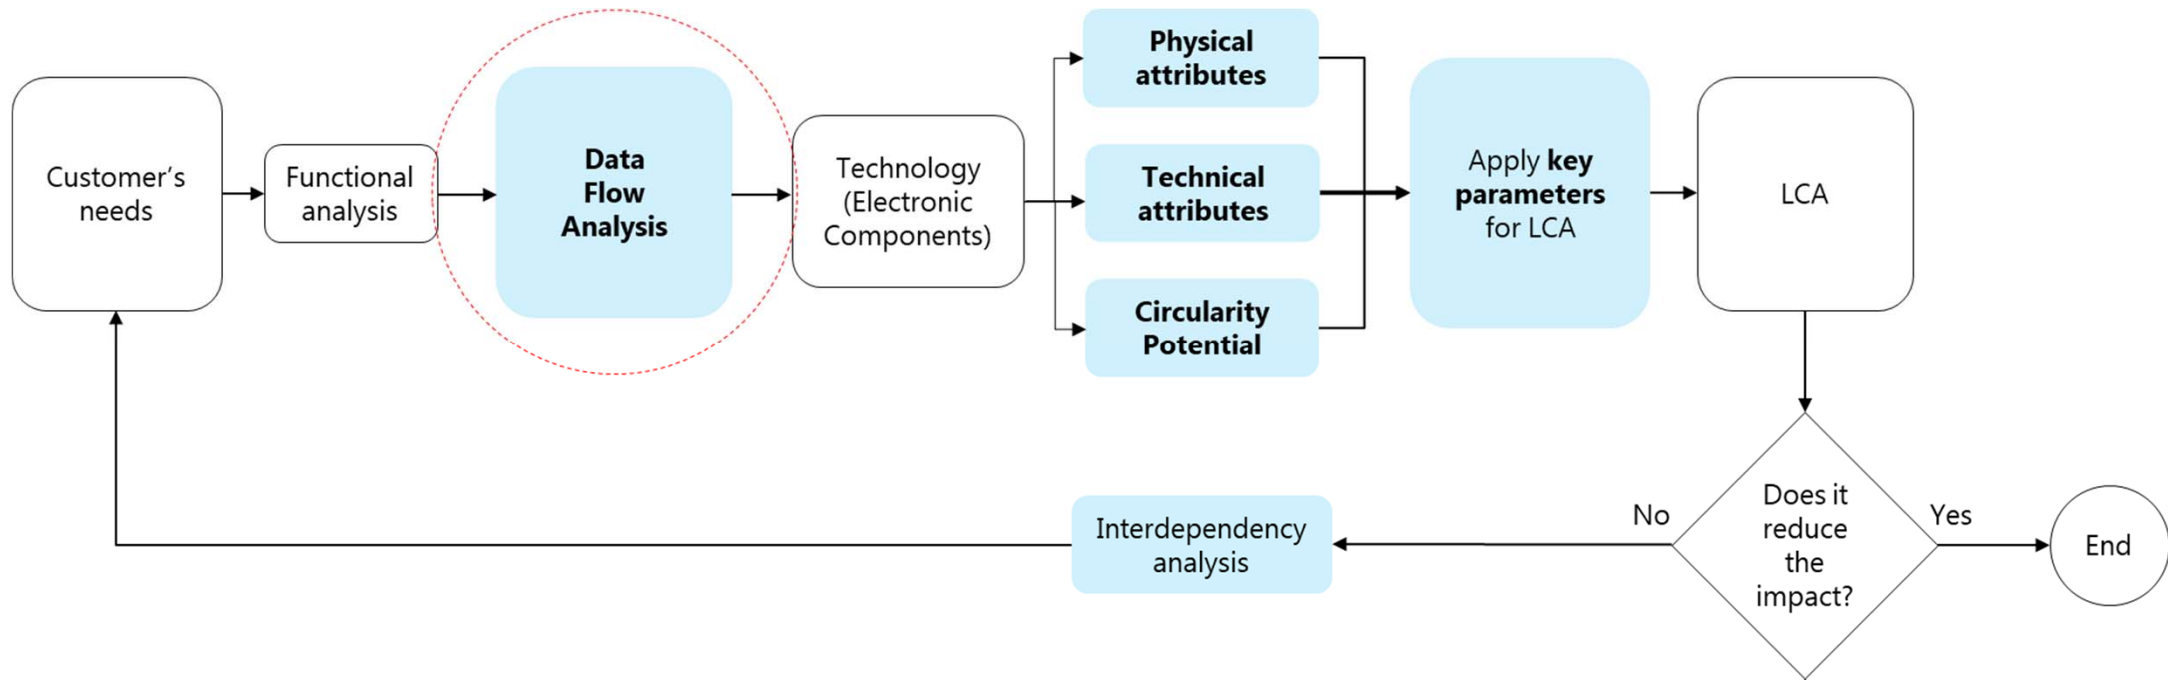 Customer’s
needs
Functional
analysis
Data
Flow
Analysis
Technology
(Electronic
Components)
Physical
attributes
Technical
attributes
Circularity
Potential
Apply key
parameters
for LCA
LCA
Does it
reduce
the
impact?
No
Yes
End
Interdependency
analysis